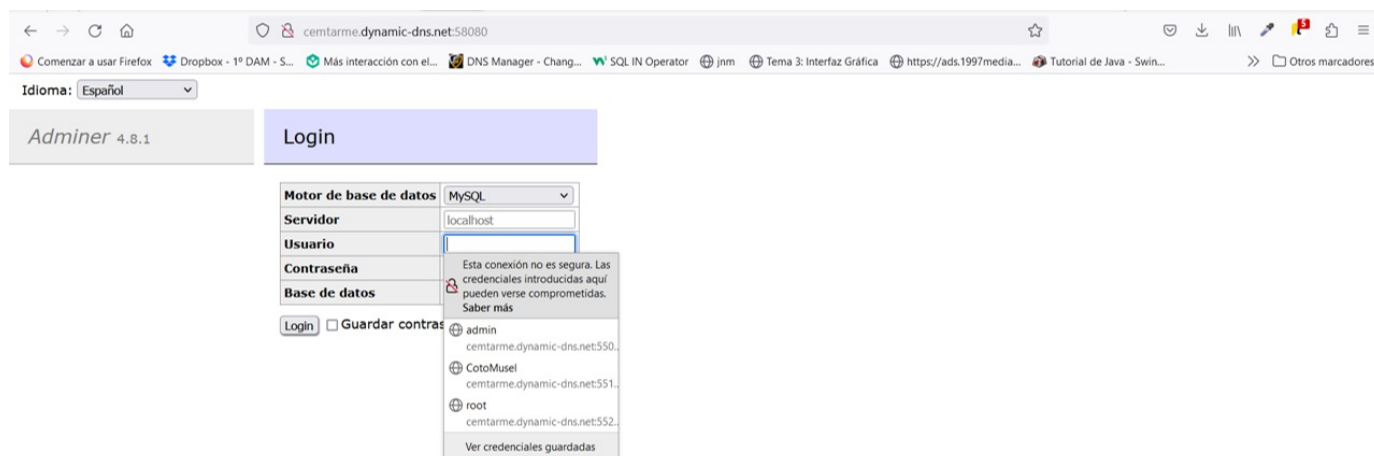 cemtarme.dynamic-dns.net:58080
5
Comenzar a usar Firefox Dropbox - 1º DAM - S... Más interacción con el... DNS Manager - Chang... W³ SQL IN Operator jnm Tema 3: Interfaz Gráfica https://ads.1997media... Tutorial de Java - Swin... Otros marcadores
Idioma: Español
Adminer 4.8.1
Login
Motor de base de datos MySQL
Servidor localhost
Usuario
Contraseña
Base de datos
Login Guardar contras
Esta conexión no es segura. Las
credenciales introducidas aquí
pueden verse comprometidas.
Saber más
admin
cemtarme.dynamic-dns.net:550..
CotoMusel
cemtarme.dynamic-dns.net:551..
root
cemtarme.dynamic-dns.net:552..
Ver credenciales guardadas